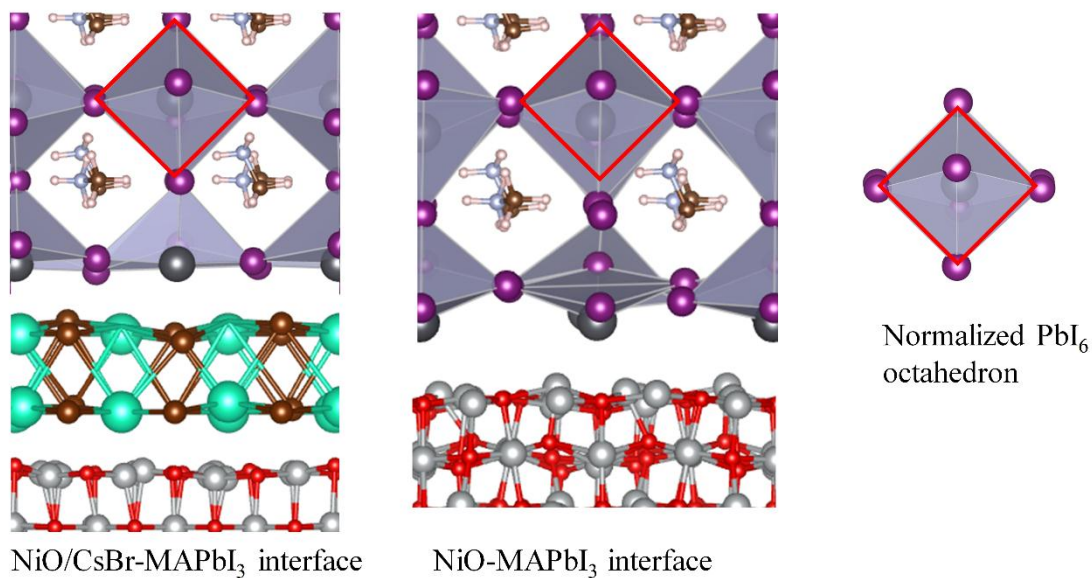 Normalized PbI₆
octahedron
NiO/CsBr-MAPbI₃ interface
NiO-MAPbI₃ interface